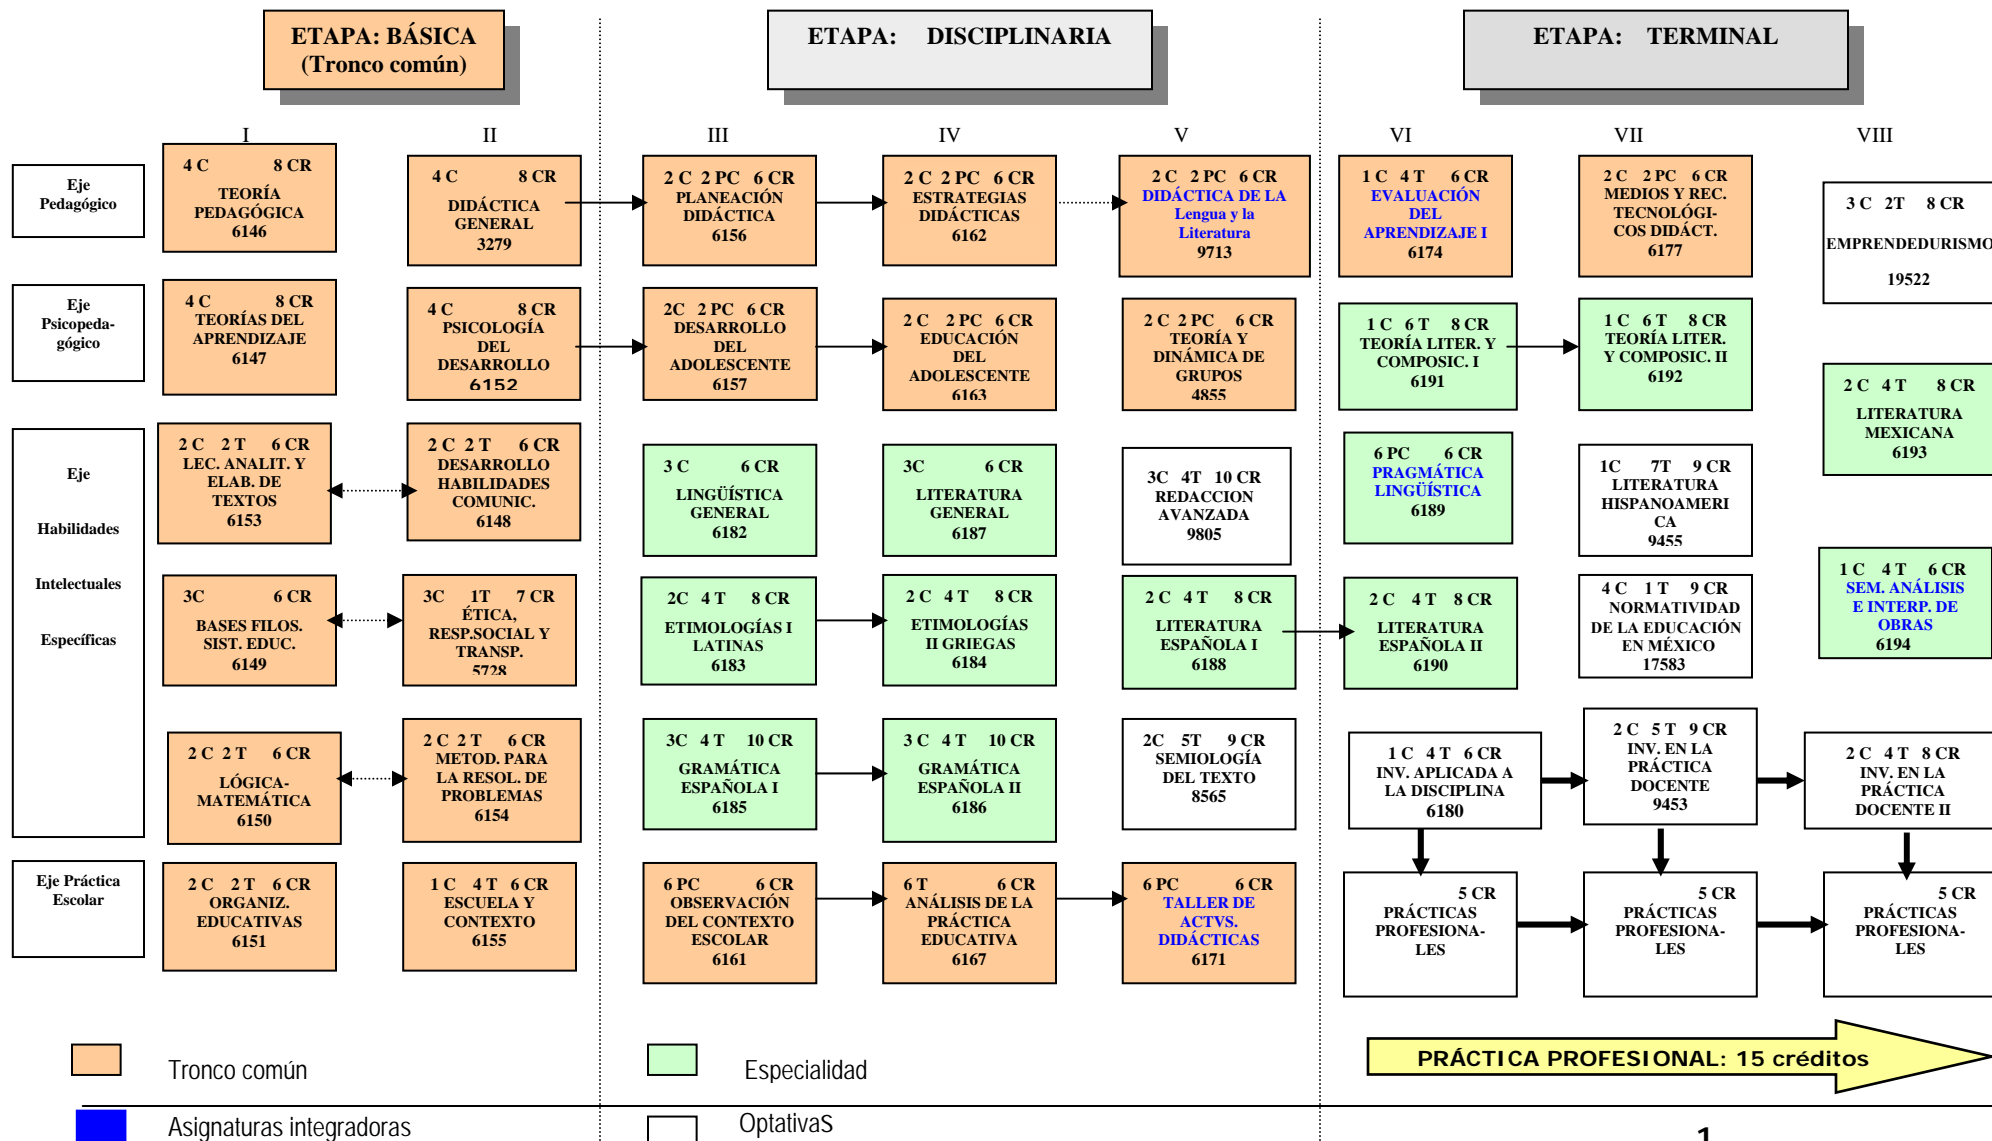 ETAPA: BÁSICA
(Tronco común)
ETAPA: DISCIPLINARIA
ETAPA: TERMINAL
I
II
III
IV
V
VI
VII
VIII
Eje
Pedagógico
4 C 8 CR
TEORÍA
PEDAGÓGICA
6146
4 C 8 CR
DIDÁCTICA
GENERAL
3279
2 C 2 PC 6 CR
PLANEACIÓN
DIDÁCTICA
6156
2 C 2 PC 6 CR
ESTRATEGIAS
DIDÁCTICAS
6162
2 C 2 PC 6 CR
DIDÁCTICA DE LA
Lengua y la
Literatura
9713
1 C 4 T 6 CR
EVALUACIÓN
DEL
APRENDIZAJE I
6174
2 C 2 PC 6 CR
MEDIOS Y REC.
TECNOLÓGI-
COS DIDÁCT.
6177
3 C 2T 8 CR
EMPRENDEDURISMO
19522
Eje
Psicopeda-
gógico
4 C 8 CR
TEORÍAS DEL
APRENDIZAJE
6147
4 C 8 CR
PSICOLOGÍA
DEL
DESARROLLO
6152
2C 2 PC 6 CR
DESARROLLO
DEL
ADOLESCENTE
6157
2 C 2 PC 6 CR
EDUCACIÓN
DEL
ADOLESCENTE
6163
2 C 2 PC 6 CR
TEORÍA Y
DINÁMICA DE
GRUPOS
4855
1 C 6 T 8 CR
TEORÍA LITER. Y
COMPOSIC. I
6191
1 C 6 T 8 CR
TEORÍA LITER.
Y COMPOSIC. II
6192
2 C 4 T 8 CR
LITERATURA
MEXICANA
6193
Eje
Habilidades
Intelectuales
Específicas
2 C 2 T 6 CR
LEC. ANALIT. Y
ELAB. DE
TEXTOS
6153
2 C 2 T 6 CR
DESARROLLO
HABILIDADES
COMUNIC.
6148
3 C 6 CR
LINGÜÍSTICA
GENERAL
6182
3C 6 CR
LITERATURA
GENERAL
6187
3C 4T 10 CR
REDACCION
AVANZADA
9805
6 PC 6 CR
PRAGMÁTICA
LINGÜÍSTICA
6189
1C 7T 9 CR
LITERATURA
HISPANOAMERI
CA
9455
1 C 4 T 6 CR
SEM. ANÁLISIS
E INTERP. DE
OBRAS
6194
3C 6 CR
BASES FILOS.
SIST. EDUC.
6149
3C 1T 7 CR
ÉTICA,
RESP.SOCIAL Y
TRANSP.
5728
2C 4 T 8 CR
ETIMOLOGÍAS I
LATINAS
6183
2 C 4 T 8 CR
ETIMOLOGÍAS
II GRIEGAS
6184
2 C 4 T 8 CR
LITERATURA
ESPAÑOLA I
6188
2 C 4 T 8 CR
LITERATURA
ESPAÑOLA II
6190
4 C 1 T 9 CR
NORMATIVIDAD
DE LA EDUCACIÓN
EN MÉXICO
17583
2 C 2 T 6 CR
LÓGICA-
MATEMÁTICA
6150
2 C 2 T 6 CR
METOD. PARA
LA RESOL. DE
PROBLEMAS
6154
3C 4 T 10 CR
GRAMÁTICA
ESPAÑOLA I
6185
3 C 4 T 10 CR
GRAMÁTICA
ESPAÑOLA II
6186
2C 5T 9 CR
SEMIOLOGÍA
DEL TEXTO
8565
1 C 4 T 6 CR
INV. APLICADA A
LA DISCIPLINA
6180
2 C 5 T 9 CR
INV. EN LA
PRÁCTICA
DOCENTE
9453
2 C 4 T 8 CR
INV. EN LA
PRÁCTICA
DOCENTE II
Eje Práctica
Escolar
2 C 2 T 6 CR
ORGANIZ.
EDUCATIVAS
6151
1 C 4 T 6 CR
ESCUELA Y
CONTEXTO
6155
6 PC 6 CR
OBSERVACIÓN
DEL CONTEXTO
ESCOLAR
6161
6 T 6 CR
ANÁLISIS DE LA
PRÁCTICA
EDUCATIVA
6167
6 PC 6 CR
TALLER DE
ACTVS.
DIDÁCTICAS
6171
5 CR
PRÁCTICAS
PROFESIONA-
LES
5 CR
PRÁCTICAS
PROFESIONA-
LES
5 CR
PRÁCTICAS
PROFESIONA-
LES
Tronco común
Especialidad
PRÁCTICA PROFESIONAL: 15 créditos
Asignaturas integradoras
OptativaS
1